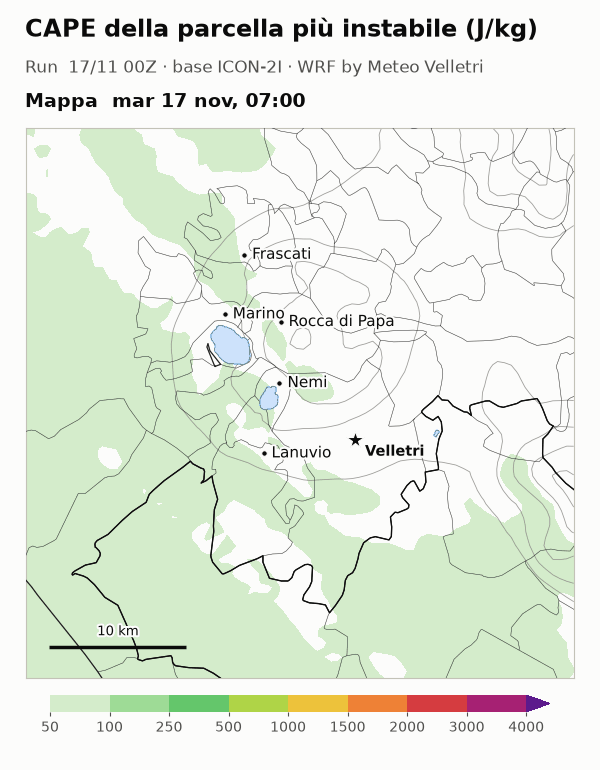 CAPE della parcella più instabile (J/kg)
Run  17/11 00Z · base ICON-2I · WRF by Meteo Velletri
Mappa  mar 17 nov, 07:00
Frascati
Marino
Rocca di Papa
Nemi
Velletri
Lanuvio
10 km
50 100 250 500 1000 1500 2000 3000 4000